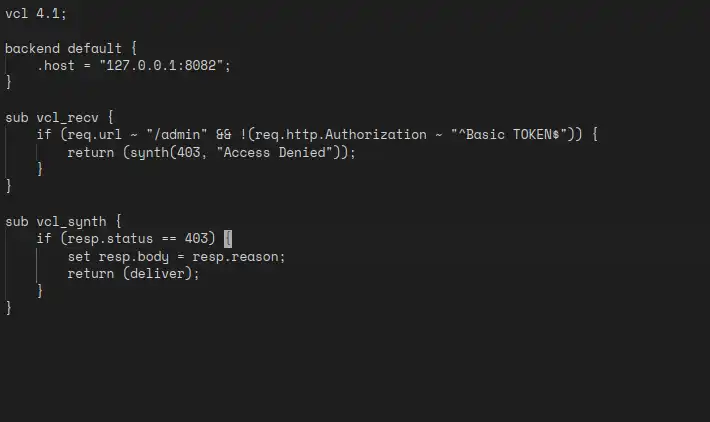 vcl 4.1;
backend default {
.host = "127.0.0.1:8082";
}
sub vcl_recv {
if (req.url ~ "/admin" && !(req.http.Authorization ~ "^Basic TOKEN$")) {
return (synth(403, "Access Denied"));
}
}
sub vcl_synth {
if (resp.status == 403) {
set resp.body = resp.reason;
return (deliver);
}
}